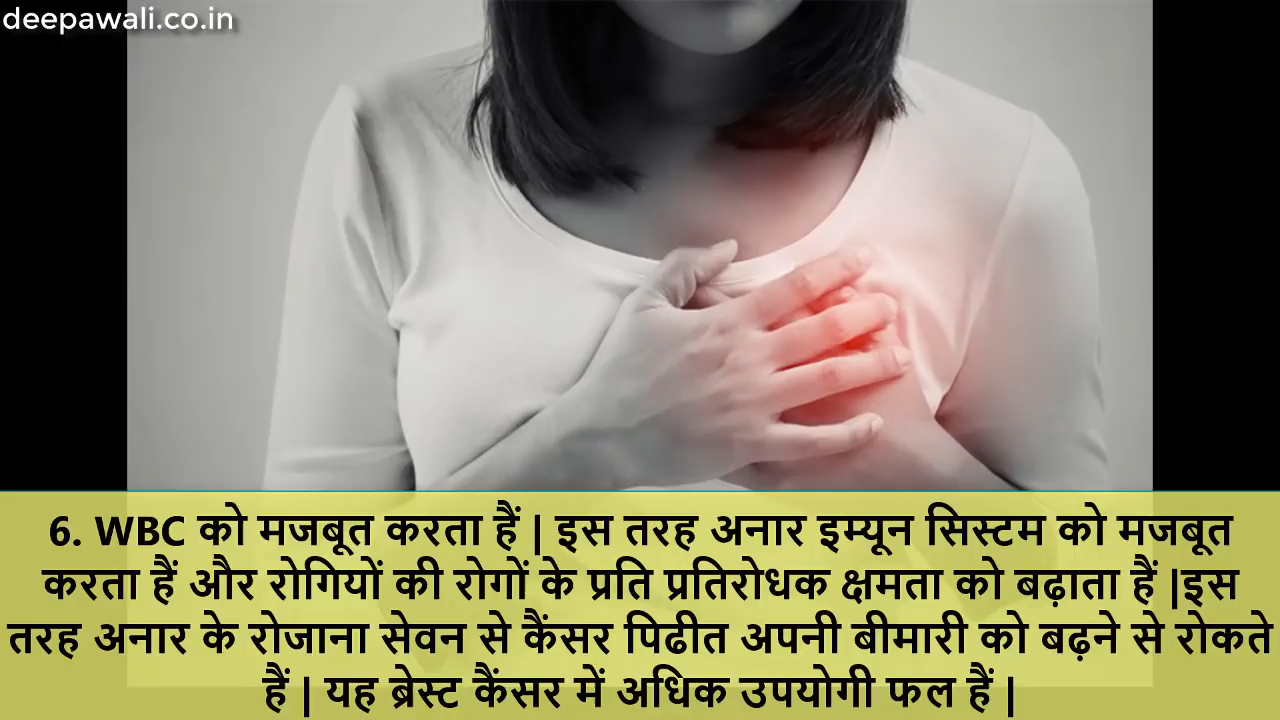 deepawali.co.in
6. WBC को मजबूत करता हैं | इस तरह अनार इम्यून सिस्टम को मजबूत
करता हैं और रोगियों की रोगों के प्रति प्रतिरोधक क्षमता को बढ़ाता हैं |इस
तरह अनार के रोजाना सेवन से कैंसर पिढीत अपनी बीमारी को बढ़ने से रोकते
हैं | यह ब्रेस्ट कैंसर में अधिक उपयोगी फल हैं |